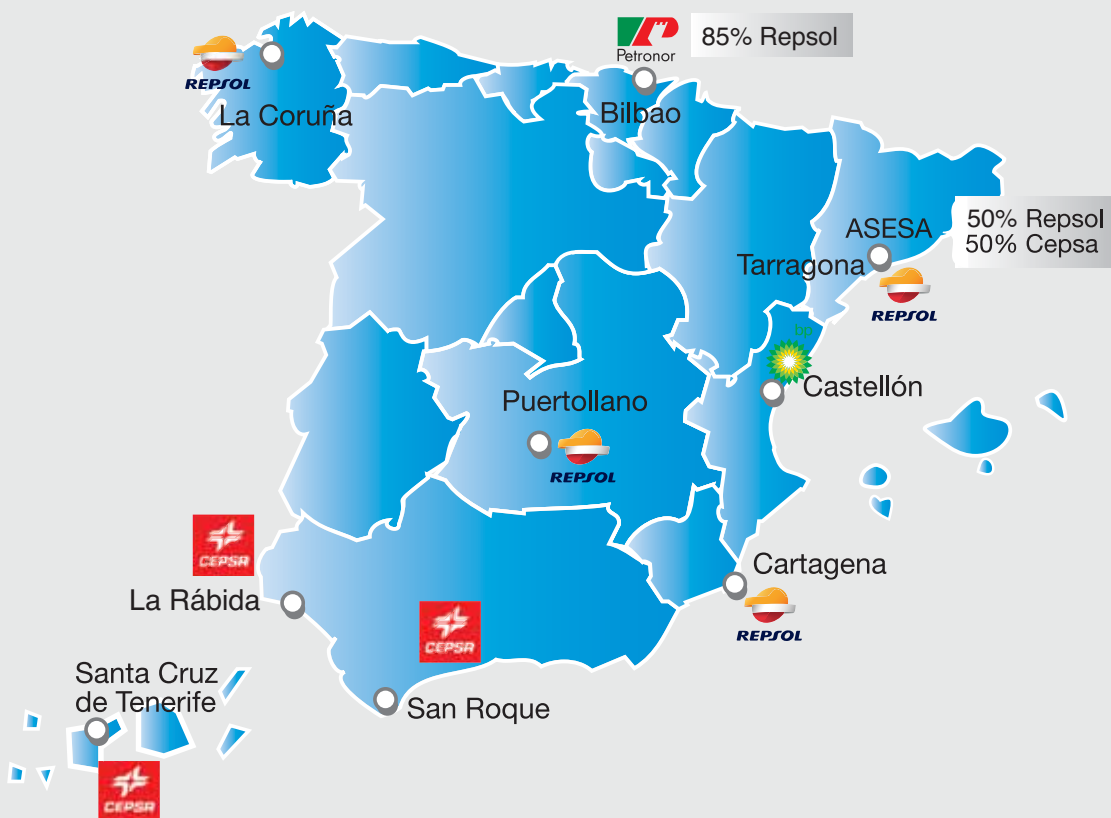 85% Repsol
Petronor
REPSOL
La Coruña
Bilbao
50% Repsol
50% Cepsa
ASESA
Tarragona
REPSOL
bp
Castellón
Puertollano
REPSOL
CEPSA
Cartagena
La Rábida
REPSOL
CEPSA
Santa Cruz
de Tenerife
San Roque
CEPSA